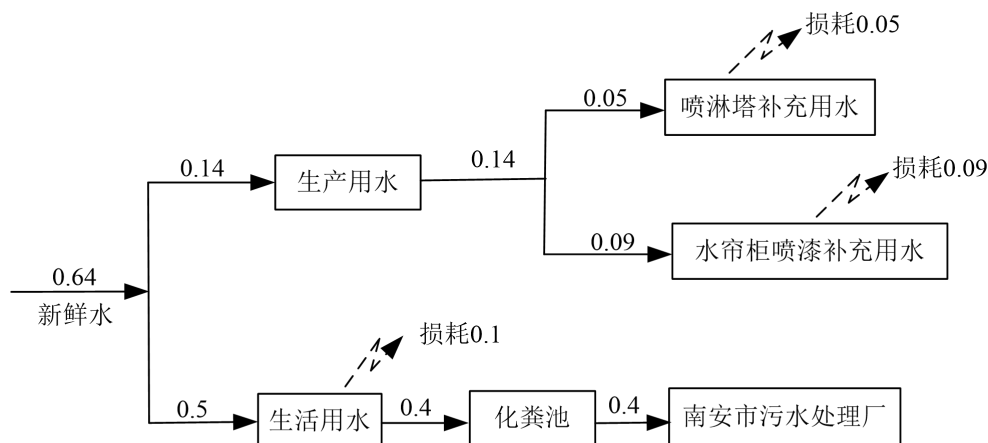 损耗0.05
0.05
喷淋塔补充用水
0.14
生产用水
0.14
损耗0.09
0.09
水帘柜喷漆补充用水
0.64
新鲜水
损耗0.1
0.5
生活用水
0.4
化粪池
0.4
南安市污水处理厂